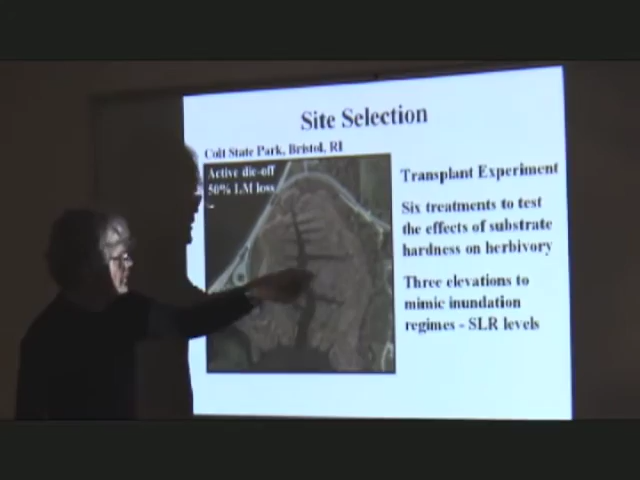 Site Selection
Colt State Park, Bristol, RI
Active die-off
50% LM loss
Transplant Experiment
Six treatments to test
the effects of substrate
hardness on herbivory
Three elevations to
mimic inundation
regimes - SLR levels